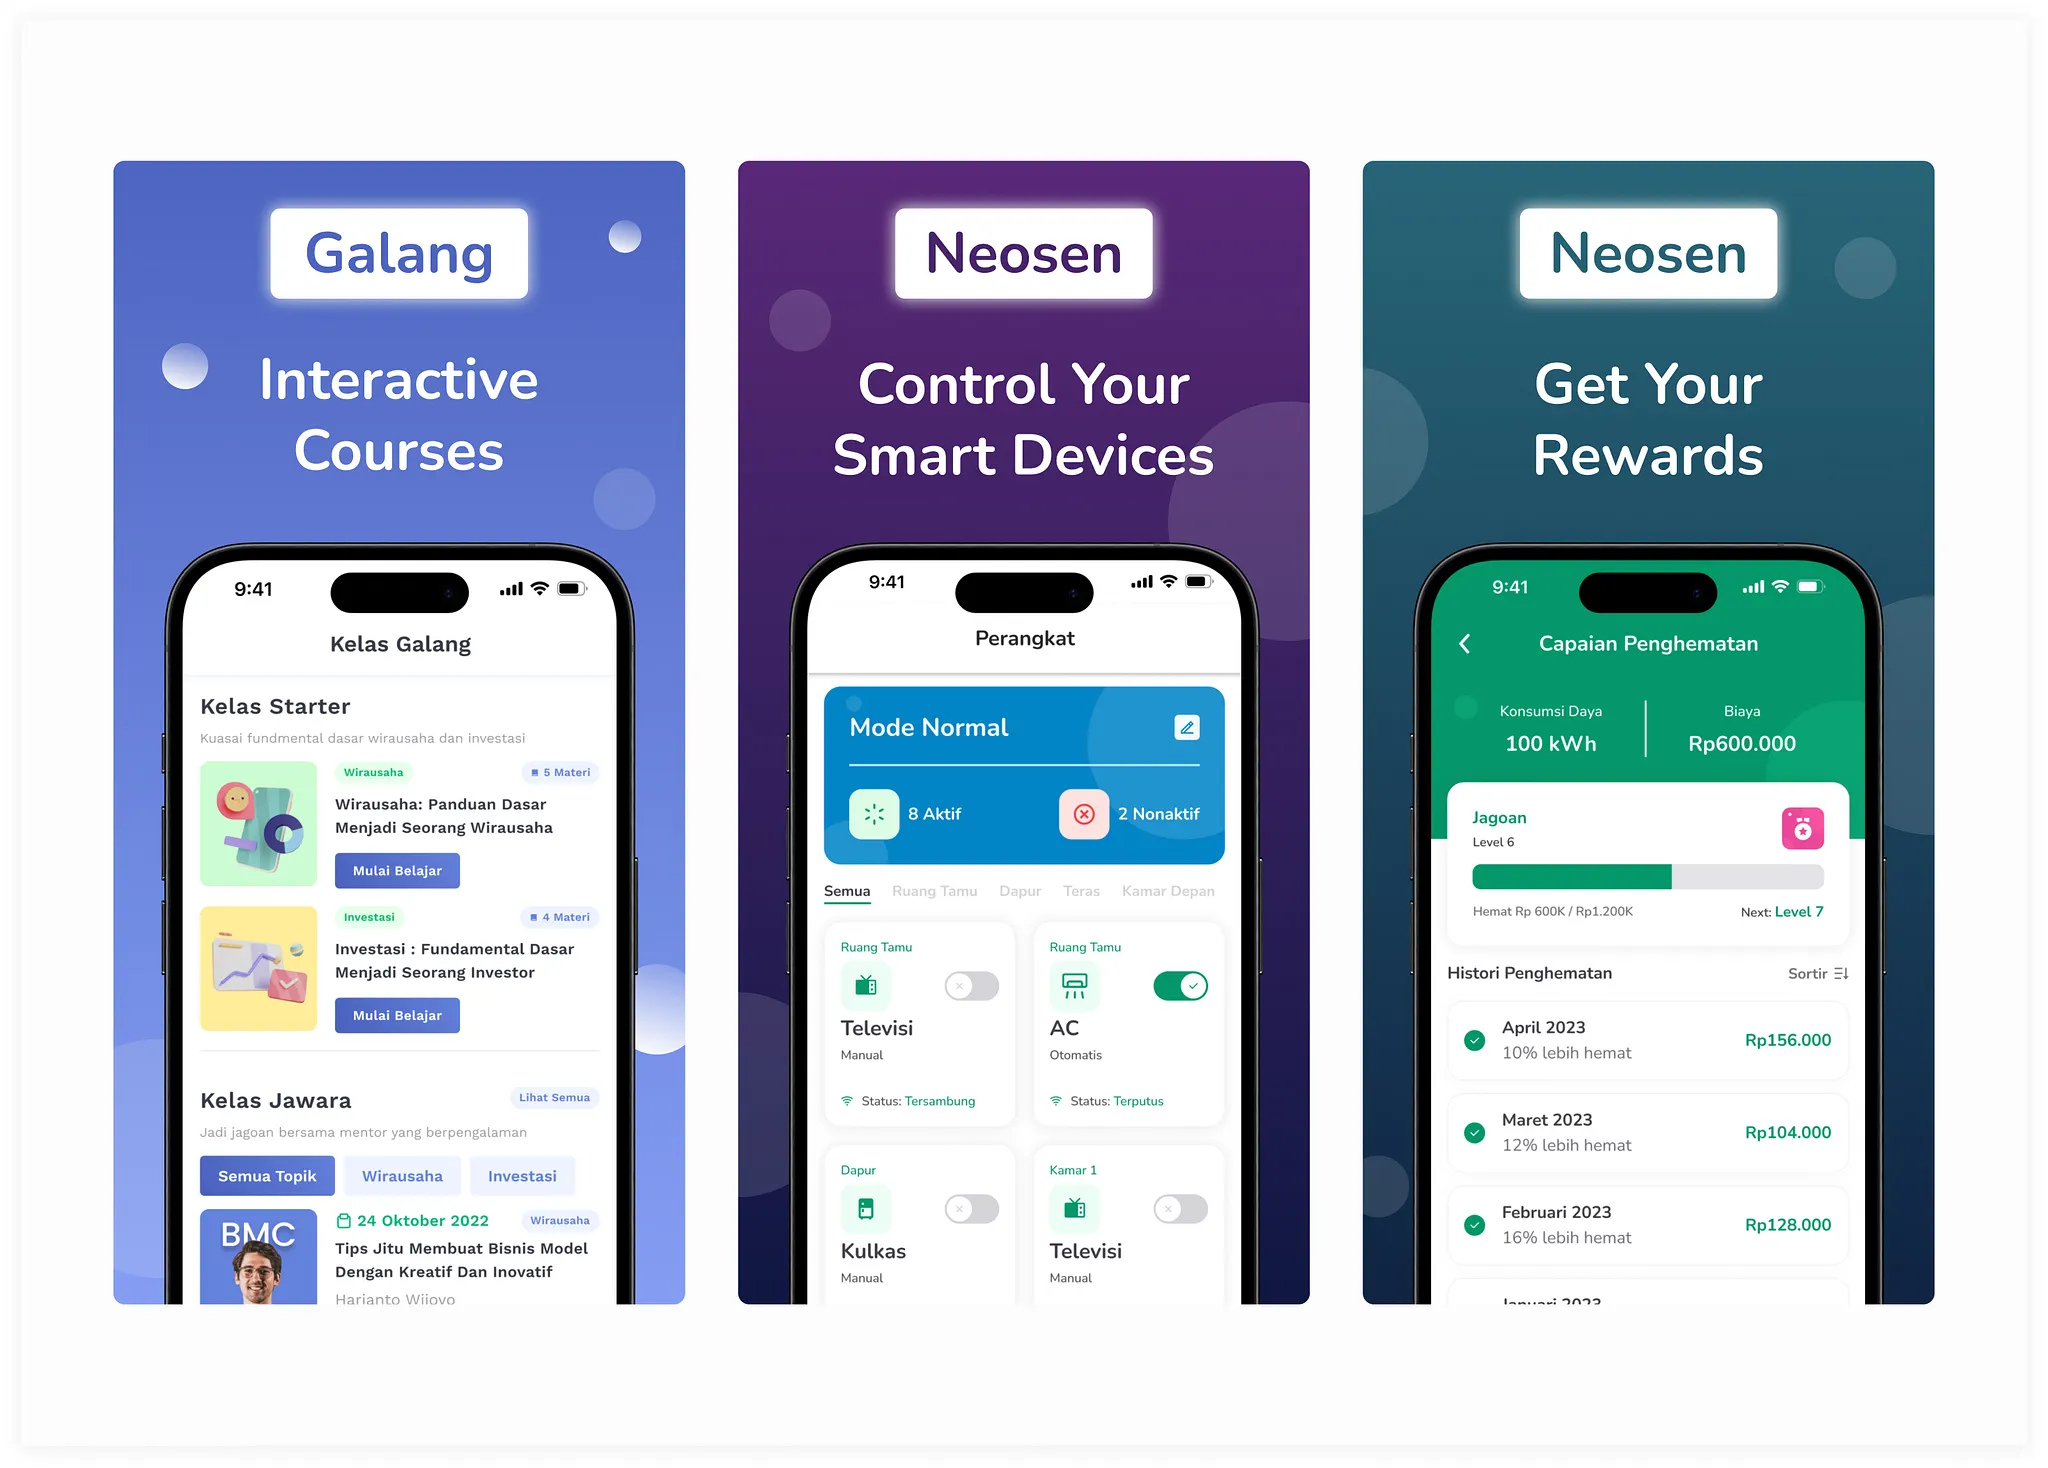 Galang
Interactive
Courses
9:41
Kelas Galang
Kelas Starter
Kuasai fundmental dasar wirausaha dan investasi
Wirausaha
5 Materi
Wirausaha: Panduan Dasar
Menjadi Seorang Wirausaha
Mulai Belajar
Investasi
4 Materi
Investasi : Fundamental Dasar
Menjadi Seorang Investor
Mulai Belajar
Kelas Jawara
Lihat Semua
Jadi jagoan bersama mentor yang berpengalaman
Semua Topik
Wirausaha
Investasi
BMC
24 Oktober 2022
Wirausaha
Tips Jitu Membuat Bisnis Model
Dengan Kreatif Dan Inovatif
Harianto Wijoyo
Neosen
Control Your
Smart Devices
9:41
Perangkat
Mode Normal
8 Aktif
2 Nonaktif
Semua
Ruang Tamu
Dapur
Teras
Kamar Depan
Ruang Tamu
Televisi
Manual
Status: Tersambung
Ruang Tamu
AC
Otomatis
Status: Terputus
Dapur
Kulkas
Manual
Kamar 1
Televisi
Manual
Neosen
Get Your
Rewards
9:41
Capaian Penghematan
Konsumsi Daya
100 kWh
Biaya
Rp600.000
Jagoan
Level 6
Hemat Rp 600K / Rp1.200K
Next: Level 7
Histori Penghematan
Sortir
April 2023
10% lebih hemat
Rp156.000
Maret 2023
12% lebih hemat
Rp104.000
Februari 2023
16% lebih hemat
Rp128.000
Januari 2023